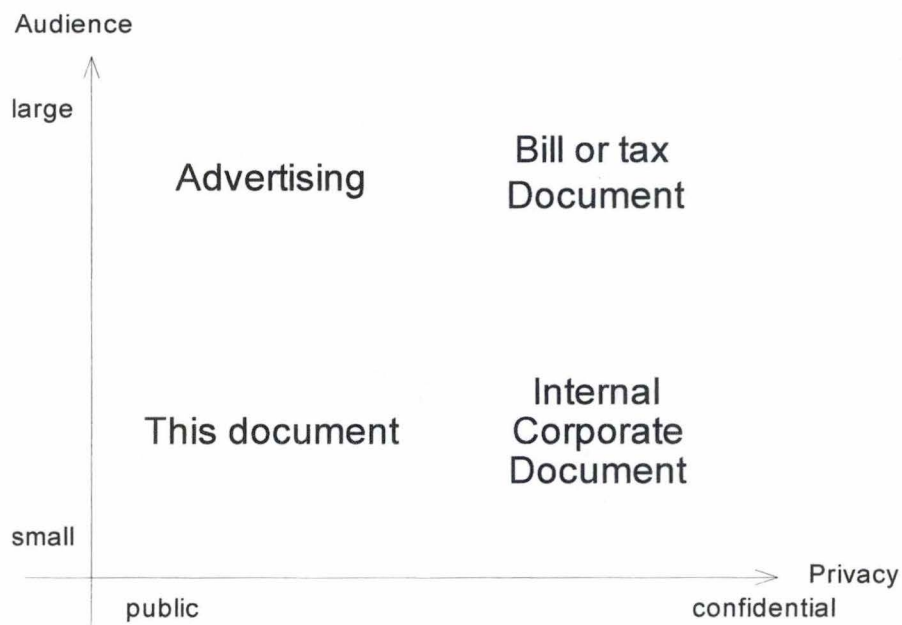 Audience
large
Advertising
Bill or tax
Document
This document
Internal
Corporate
Document
small
Privacy
public
confidential